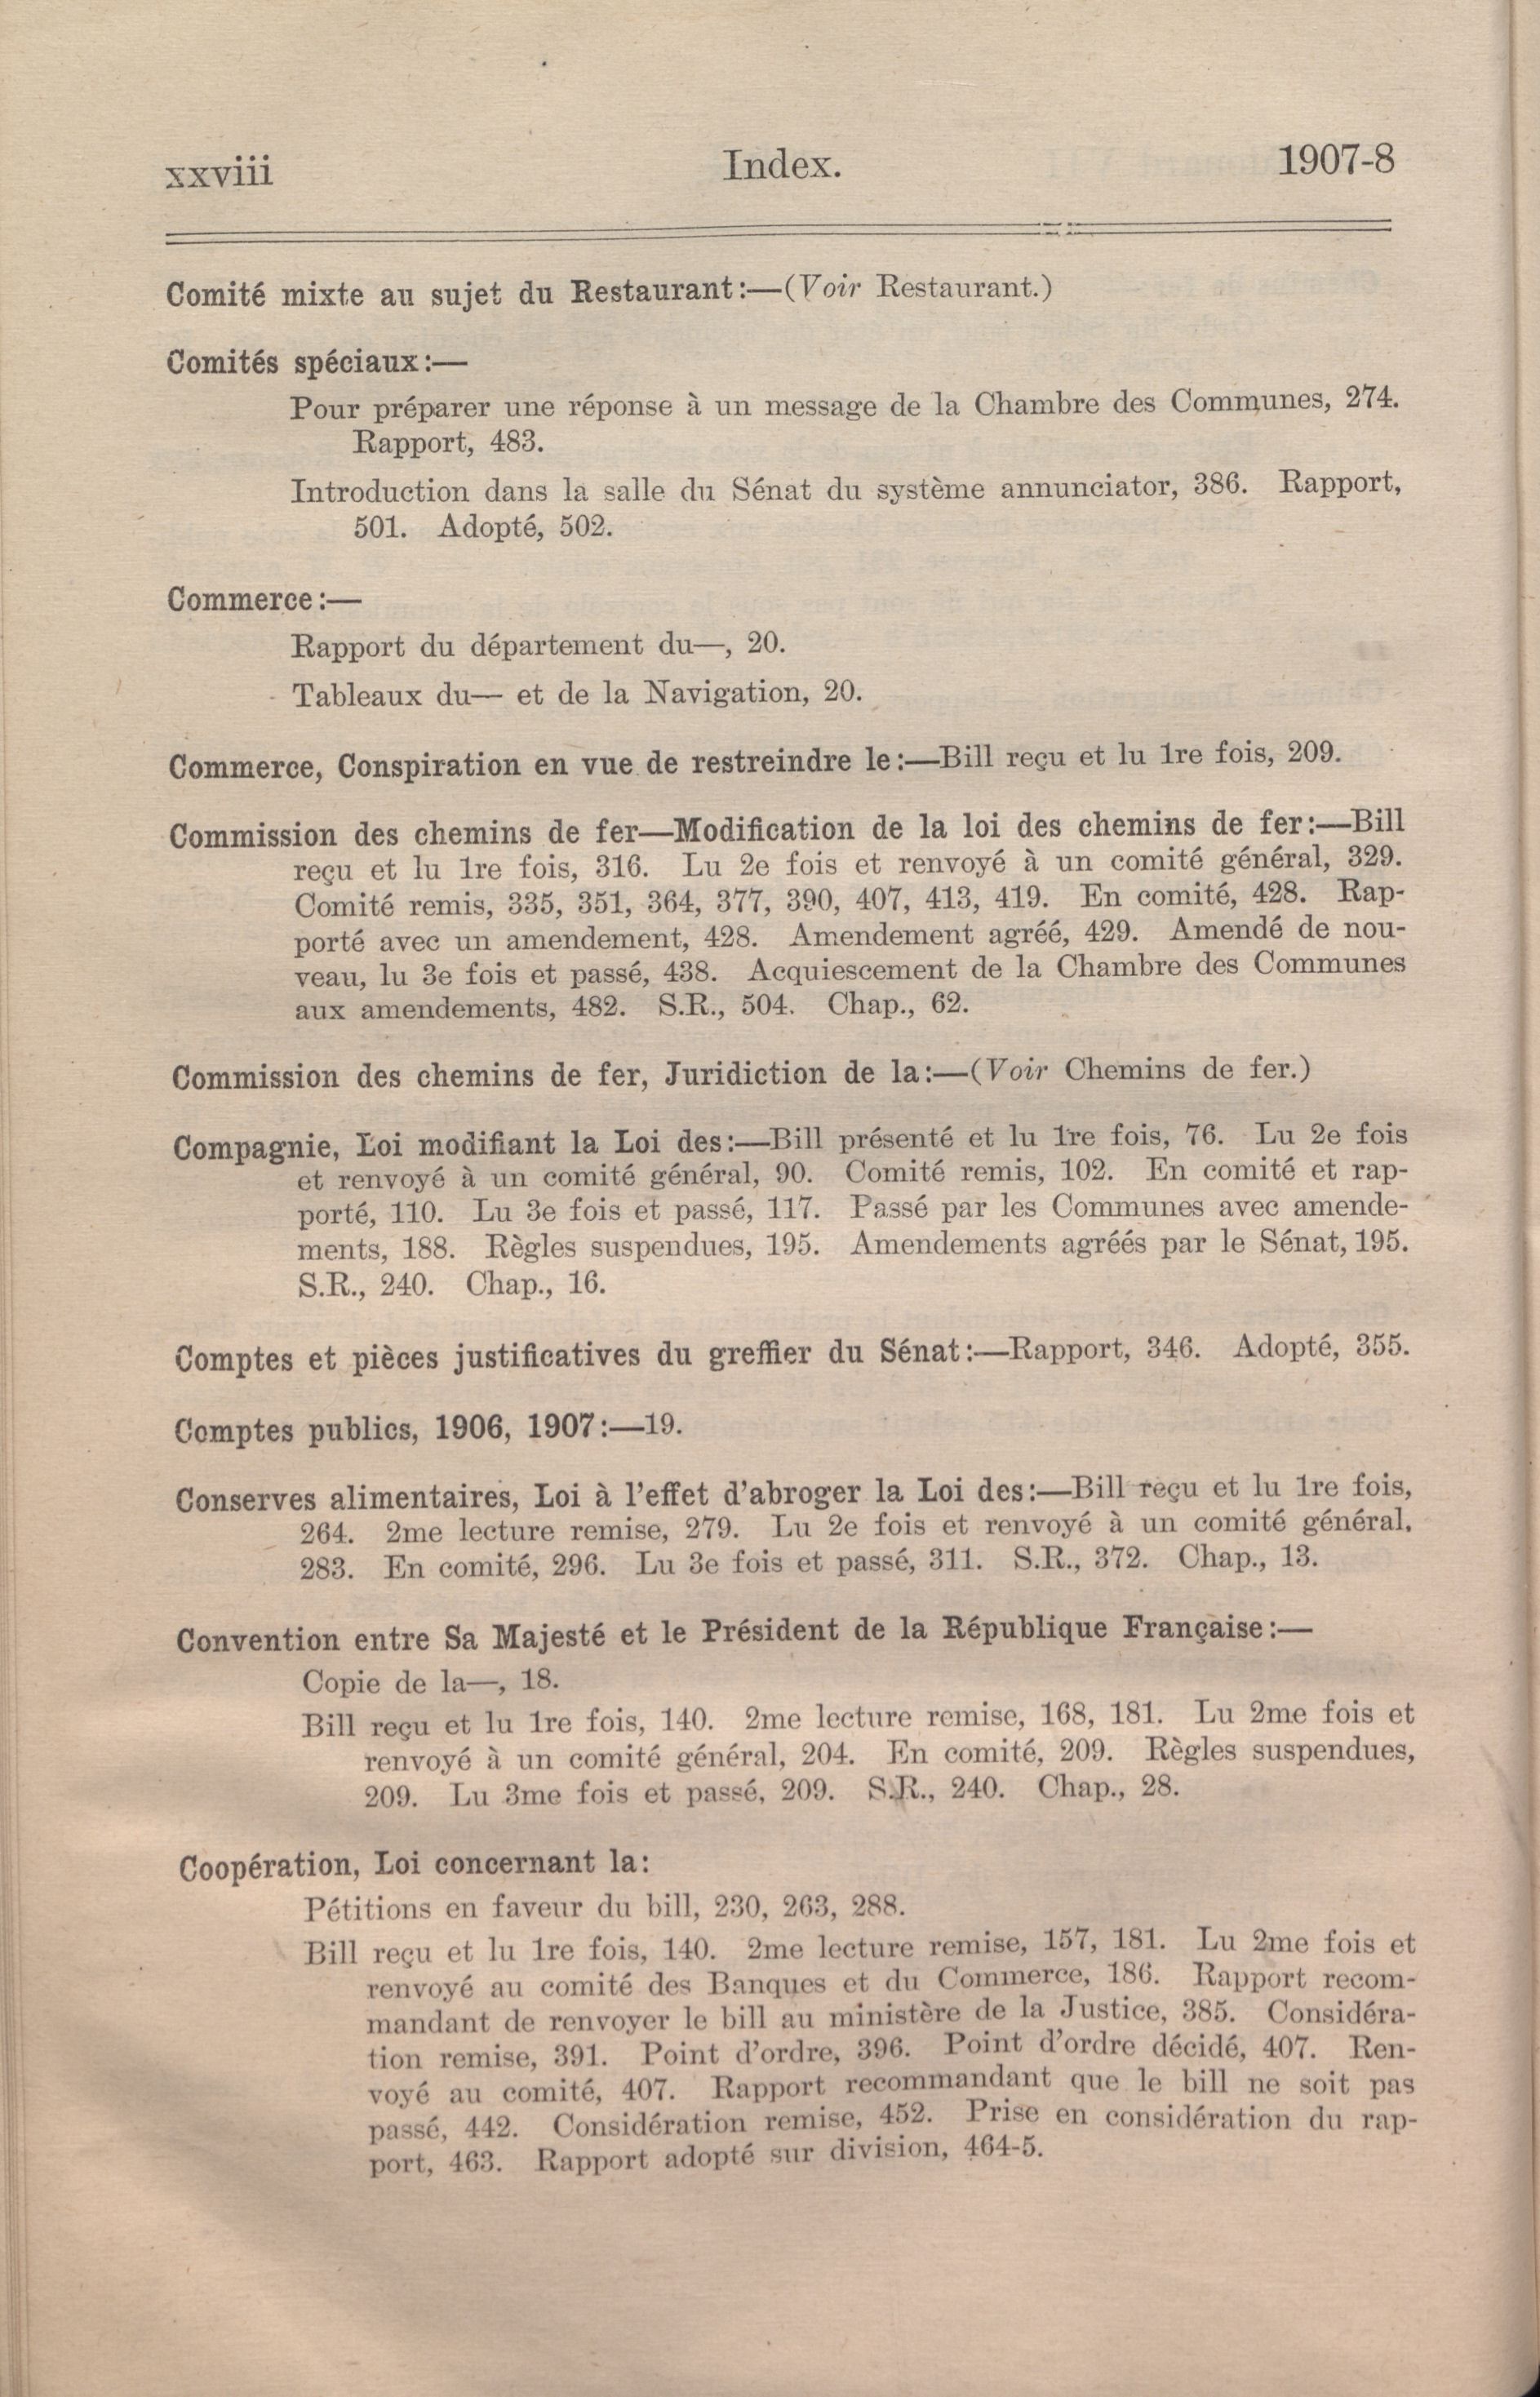 xxviii Index. 1907-8
Comité mixte au sujet du Restaurant:—(Voir Restaurant.)
Comités spéciaux:—
Pour préparer une réponse à un message de la Chambre des Communes, 274.
Rapport, 483.
Introduction dans la salle du Sénat du système annunciator, 386. Rapport,
501. Adopté, 502.
Commerce:—
Rapport du département du—, 20.
Tableaux du— et de la Navigation, 20.
Commerce, Conspiration en vue de restreindre le:—Bill reçu et lu 1re fois, 209.
Commission des chemins de fer—Modification de la loi des chemins de fer:—Bill
reçu et lu 1re fois, 316. Lu 2e fois et renvoyé à un comité général, 329.
Comité remis, 335, 351, 364, 377, 390, 407, 413, 419. En comité, 428. Rap-
porté avec un amendement, 428. Amendement agréé, 429. Amendé de nou-
veau, lu 3e fois et passé, 438. Acquiescement de la Chambre des Communes
aux amendements, 482. S.R., 504. Chap., 62.
Commission des chemins de fer, Juridiction de la:—(Voir Chemins de fer.)
Compagnie, Loi modifiant la Loi des:—Bill présenté et lu 1re fois, 76. Lu 2e fois
et renvoyé à un comité général, 90. Comité remis, 102. En comité et rap-
porté, 110. Lu 3e fois et passé, 117. Passé par les Communes avec amende-
ments, 188. Règles suspendues, 195. Amendements agréés par le Sénat, 195.
S.R., 240. Chap., 16.
Comptes et pièces justificatives du greffier du Sénat:—Rapport, 346. Adopté, 355.
Comptes publics, 1906, 1907:—19.
Conserves alimentaires, Loi à l'effet d'abroger la Loi des:—Bill reçu et lu 1re fois,
264. 2me lecture remise, 279. Lu 2e fois et renvoyé à un comité général,
283. En comité, 296. Lu 3e fois et passé, 311. S.R., 372. Chap., 13.
Convention entre Sa Majesté et le Président de la République Française:—
Copie de la—, 18.
Bill reçu et lu 1re fois, 140. 2me lecture remise, 168, 181. Lu 2me fois et
renvoyé à un comité général, 204. En comité, 209. Règles suspendues,
209. Lu 3me fois et passé, 209. S.R., 240. Chap., 28.
Coopération, Loi concernant la:
Pétitions en faveur du bill, 230, 263, 288.
Bill reçu et lu 1re fois, 140. 2me lecture remise, 157, 181. Lu 2me fois et
renvoyé au comité des Banques et du Commerce, 186. Rapport recom-
mandant de renvoyer le bill au ministère de la Justice, 385. Considéra-
tion remise, 391. Point d'ordre, 396. Point d'ordre décidé, 407. Ren-
voyé au comité, 407. Rapport recommandant que le bill ne soit pas
passé, 442. Considération remise, 452. Prise en considération du rap-
port, 463. Rapport adopté sur division, 464-5.